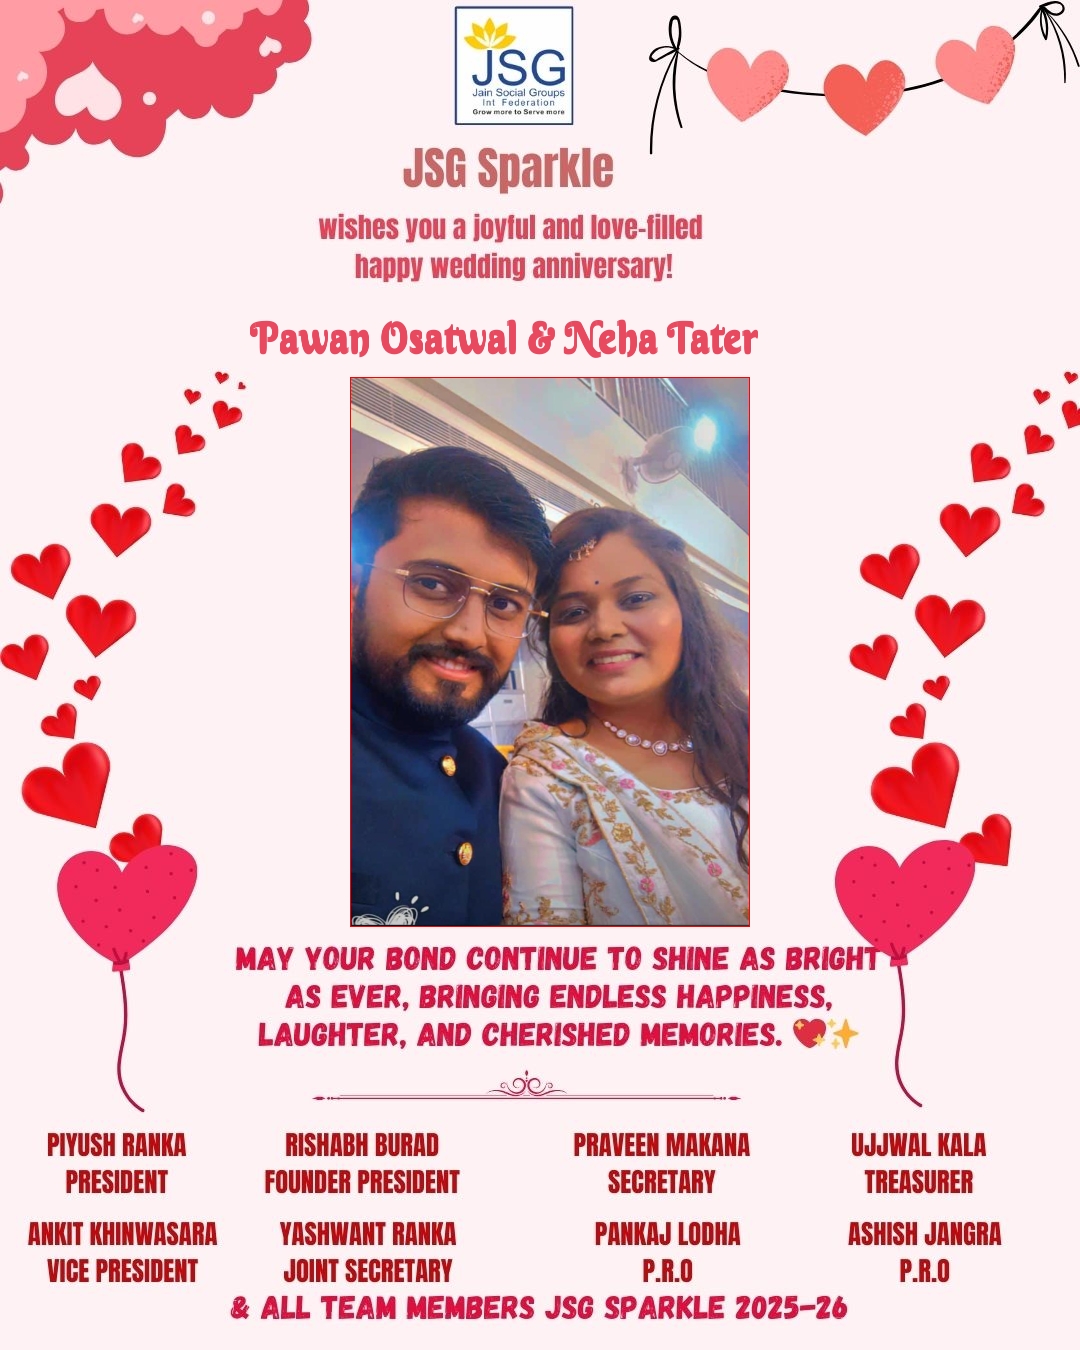 JSG
Jain Social Groups
Int Federation
Grow more to Serve more
JSG Sparkle
wishes you a joyful and love-filled
happy wedding anniversary!
Pawan Osatwal & Neha Tater
MAY YOUR BOND CONTINUE TO SHINE AS BRIGHT
AS EVER, BRINGING ENDLESS HAPPINESS,
LAUGHTER, AND CHERISHED MEMORIES. 💖✨
PIYUSH RANKA
PRESIDENT
RISHABH BURAD
FOUNDER PRESIDENT
PRAVEEN MAKANA
SECRETARY
UJJWAL KALA
TREASURER
ANKIT KHINWASARA
VICE PRESIDENT
YASHWANT RANKA
JOINT SECRETARY
PANKAJ LODHA
P.R.O
ASHISH JANGRA
P.R.O
& ALL TEAM MEMBERS JSG SPARKLE 2025-26